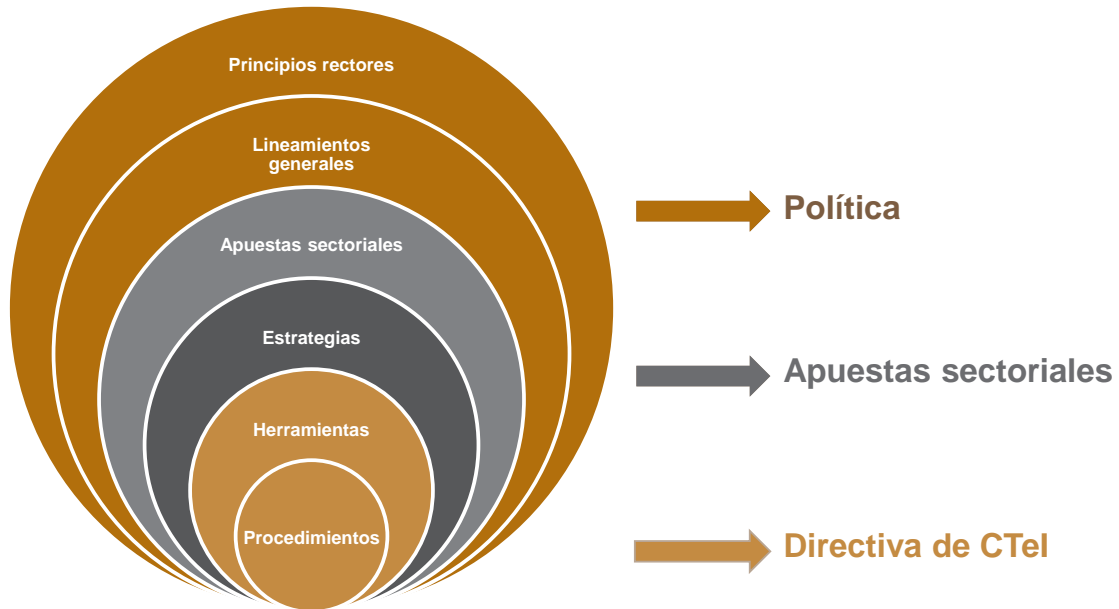 Principios rectores
Lineamientos
generales
Apuestas sectoriales
Estrategias
Herramientas
Procedimientos
Política
Apuestas sectoriales
Directiva de CTeI